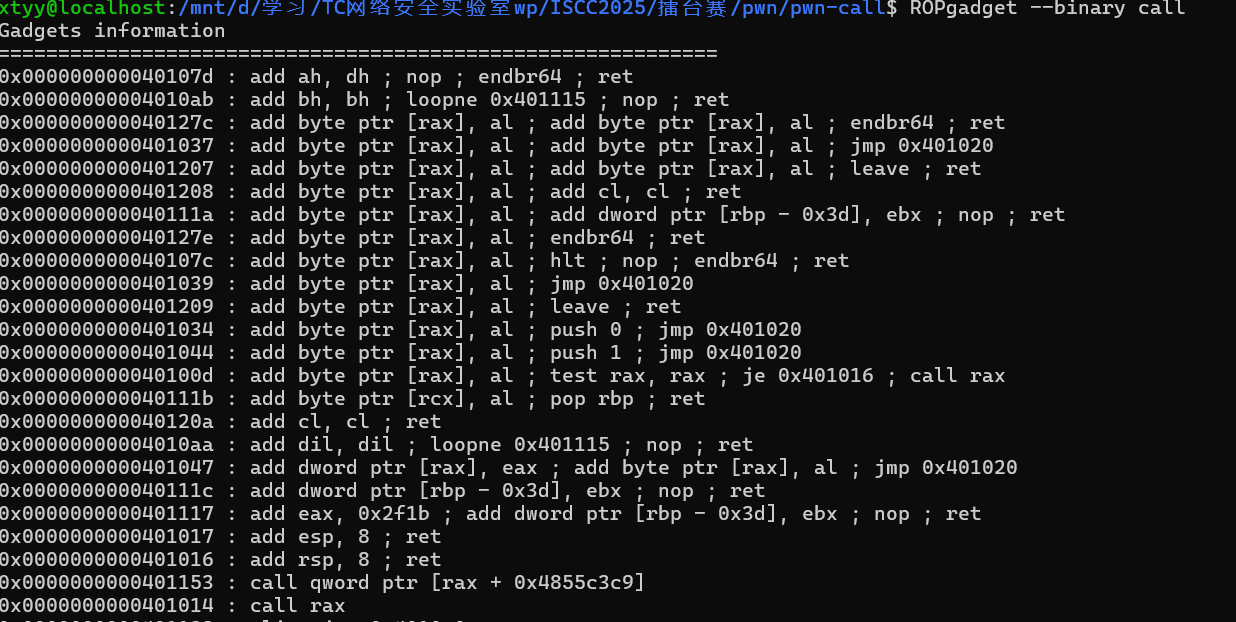 xtyy@localhost:/mnt/d/学习/TC网络安全实验室wp/ISCC2025/擂台赛/pwn/pwn-call$ ROPgadget --binary call
Gadgets information
============================================================
0x000000000040107d : add ah, dh ; nop ; endbr64 ; ret
0x00000000004010ab : add bh, bh ; loopne 0x401115 ; nop ; ret
0x000000000040127c : add byte ptr [rax], al ; add byte ptr [rax], al ; endbr64 ; ret
0x0000000000401037 : add byte ptr [rax], al ; add byte ptr [rax], al ; jmp 0x401020
0x0000000000401207 : add byte ptr [rax], al ; add byte ptr [rax], al ; leave ; ret
0x0000000000401208 : add byte ptr [rax], al ; add cl, cl ; ret
0x000000000040111a : add byte ptr [rax], al ; add dword ptr [rbp - 0x3d], ebx ; nop ; ret
0x000000000040127e : add byte ptr [rax], al ; endbr64 ; ret
0x000000000040107c : add byte ptr [rax], al ; hlt ; nop ; endbr64 ; ret
0x0000000000401039 : add byte ptr [rax], al ; jmp 0x401020
0x0000000000401209 : add byte ptr [rax], al ; leave ; ret
0x0000000000401034 : add byte ptr [rax], al ; push 0 ; jmp 0x401020
0x0000000000401044 : add byte ptr [rax], al ; push 1 ; jmp 0x401020
0x000000000040100d : add byte ptr [rax], al ; test rax, rax ; je 0x401016 ; call rax
0x000000000040111b : add byte ptr [rcx], al ; pop rbp ; ret
0x000000000040120a : add cl, cl ; ret
0x00000000004010aa : add dil, dil ; loopne 0x401115 ; nop ; ret
0x0000000000401047 : add dword ptr [rax], eax ; add byte ptr [rax], al ; jmp 0x401020
0x000000000040111c : add dword ptr [rbp - 0x3d], ebx ; nop ; ret
0x0000000000401117 : add eax, 0x2f1b ; add dword ptr [rbp - 0x3d], ebx ; nop ; ret
0x0000000000401017 : add esp, 8 ; ret
0x0000000000401016 : add rsp, 8 ; ret
0x0000000000401153 : call qword ptr [rax + 0x4855c3c9]
0x0000000000401014 : call rax